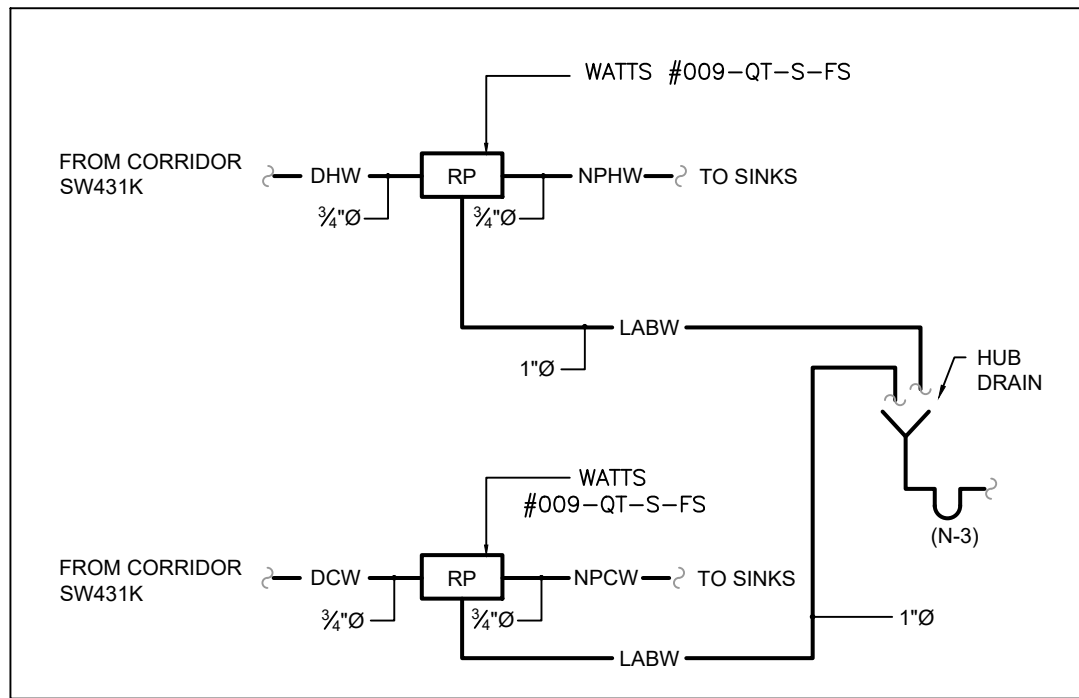 WATTS #009-QT-S-FS
FROM CORRIDOR
SW431K
DHW
RP
NPHW
TO SINKS
¾"Ø
¾"Ø
LABW
1"Ø
HUB
DRAIN
WATTS
#009-QT-S-FS
(N-3)
FROM CORRIDOR
SW431K
DCW
RP
NPCW
TO SINKS
¾"Ø
¾"Ø
1"Ø
LABW